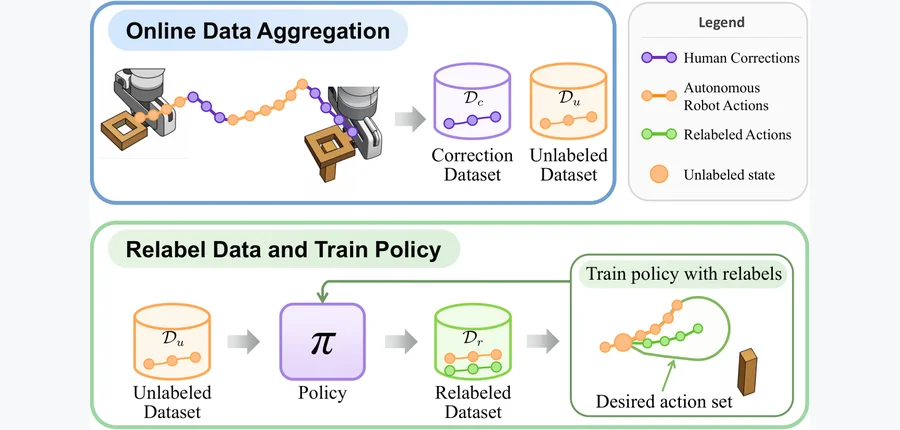 Online Data Aggregation
𝒟c
𝒟u
Correction
Dataset
Unlabeled
Dataset
Legend
Human Corrections
Autonomous
Robot Actions
Relabeled Actions
Unlabeled state
Relabel Data and Train Policy
Train policy with relabels
𝒟u
π
𝒟r
Unlabeled
Dataset
Policy
Relabeled
Dataset
Desired action set